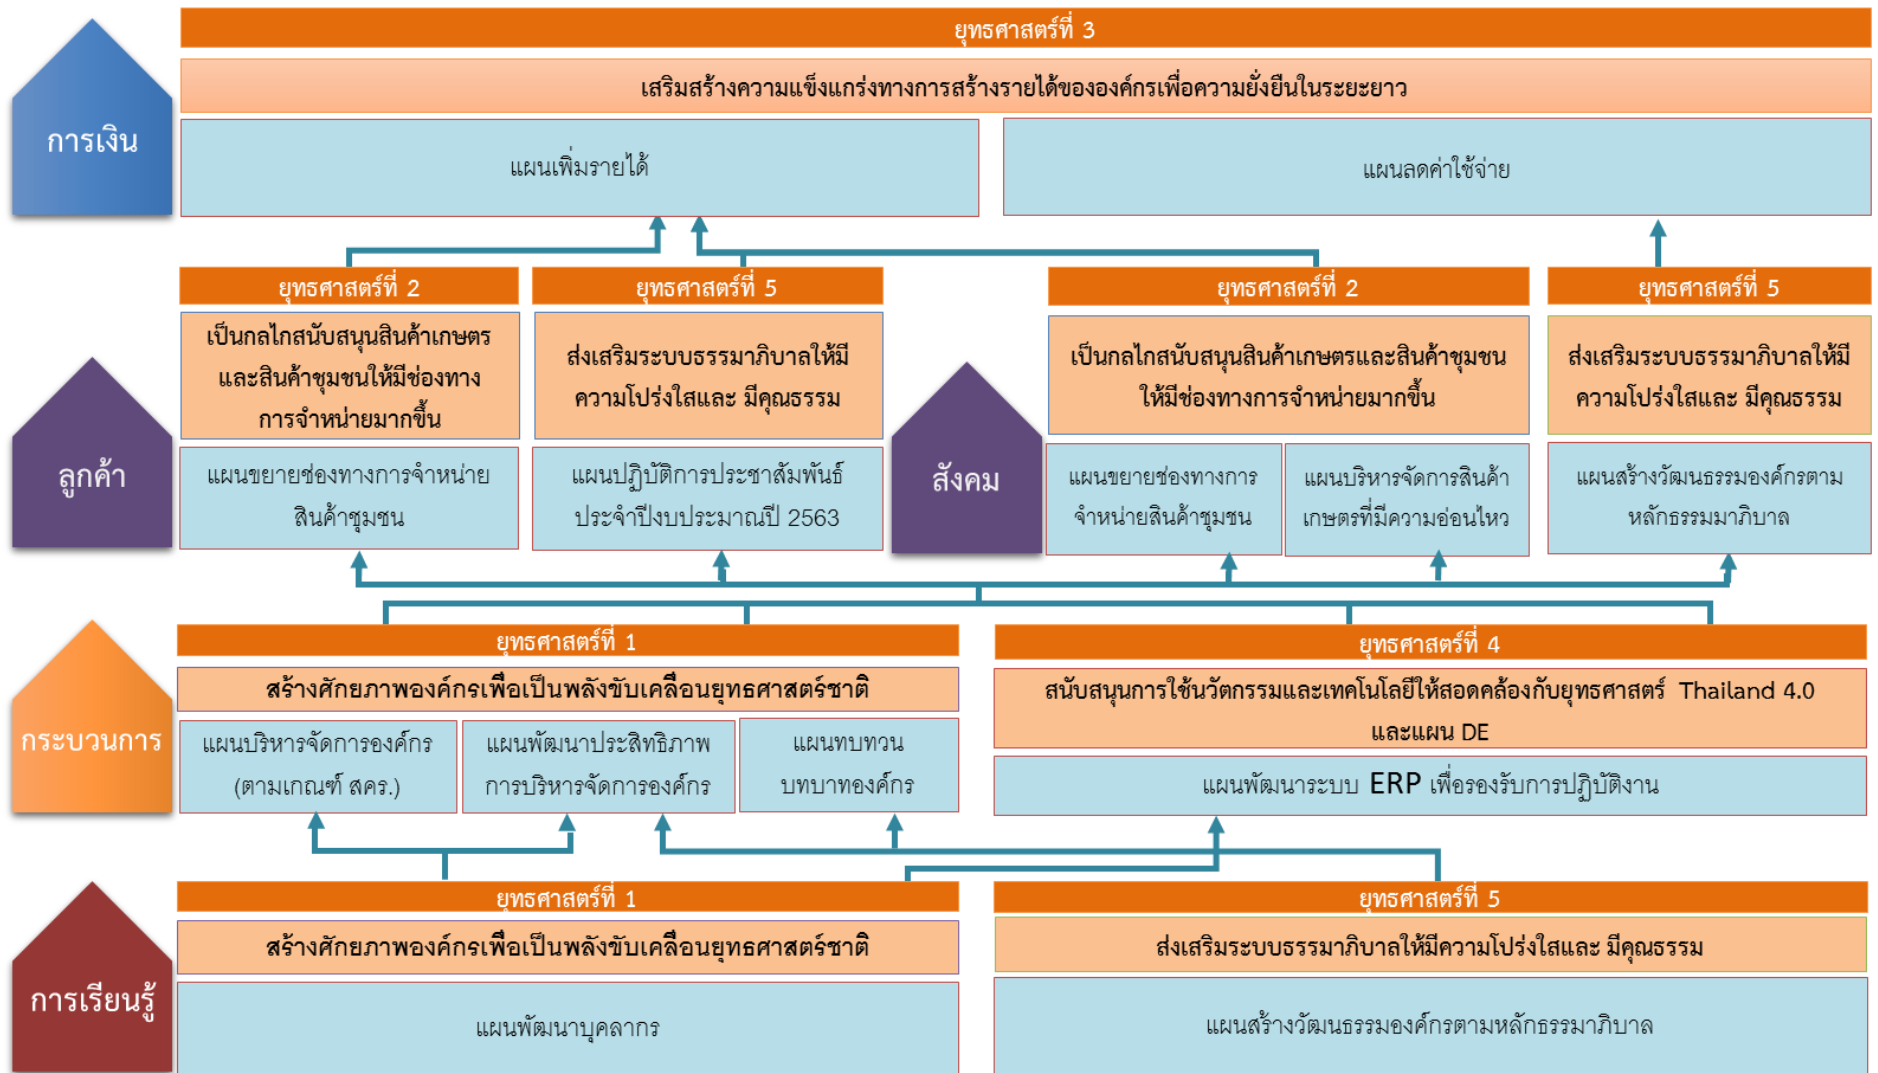 การเงิน
ยุทธศาสตร์ที่ 3
เสริมสร้างความแข็งแกร่งทางการสร้างรายได้ขององค์กรเพื่อความยั่งยืนในระยะยาว
แผนเพิ่มรายได้
แผนลดค่าใช้จ่าย
ลูกค้า
ยุทธศาสตร์ที่ 2
เป็นกลไกสนับสนุนสินค้าเกษตร
และสินค้าชุมชนให้มีช่องทาง
การจำหน่ายมากขึ้น
แผนขยายช่องทางการจำหน่าย
สินค้าชุมชน
ยุทธศาสตร์ที่ 5
ส่งเสริมระบบธรรมาภิบาลให้มี
ความโปร่งใสและ มีคุณธรรม
แผนปฏิบัติการประชาสัมพันธ์
ประจำปีงบประมาณปี 2563
สังคม
ยุทธศาสตร์ที่ 2
เป็นกลไกสนับสนุนสินค้าเกษตรและสินค้าชุมชน
ให้มีช่องทางการจำหน่ายมากขึ้น
แผนขยายช่องทางการ
จำหน่ายสินค้าชุมชน
แผนบริหารจัดการสินค้า
เกษตรที่มีความอ่อนไหว
ยุทธศาสตร์ที่ 5
ส่งเสริมระบบธรรมาภิบาลให้มี
ความโปร่งใสและ มีคุณธรรม
แผนสร้างวัฒนธรรมองค์กรตาม
หลักธรรมมาภิบาล
กระบวนการ
ยุทธศาสตร์ที่ 1
สร้างศักยภาพองค์กรเพื่อเป็นพลังขับเคลื่อนยุทธศาสตร์ชาติ
แผนบริหารจัดการองค์กร
(ตามเกณฑ์ สคร.)
แผนพัฒนาประสิทธิภาพ
การบริหารจัดการองค์กร
แผนทบทวน
บทบาทองค์กร
ยุทธศาสตร์ที่ 4
สนับสนุนการใช้นวัตกรรมและเทคโนโลยีให้สอดคล้องกับยุทธศาสตร์ Thailand 4.0
และแผน DE
แผนพัฒนาระบบ ERP เพื่อรองรับการปฏิบัติงาน
การเรียนรู้
ยุทธศาสตร์ที่ 1
สร้างศักยภาพองค์กรเพื่อเป็นพลังขับเคลื่อนยุทธศาสตร์ชาติ
แผนพัฒนาบุคลากร
ยุทธศาสตร์ที่ 5
ส่งเสริมระบบธรรมาภิบาลให้มีความโปร่งใสและ มีคุณธรรม
แผนสร้างวัฒนธรรมองค์กรตามหลักธรรมาภิบาล